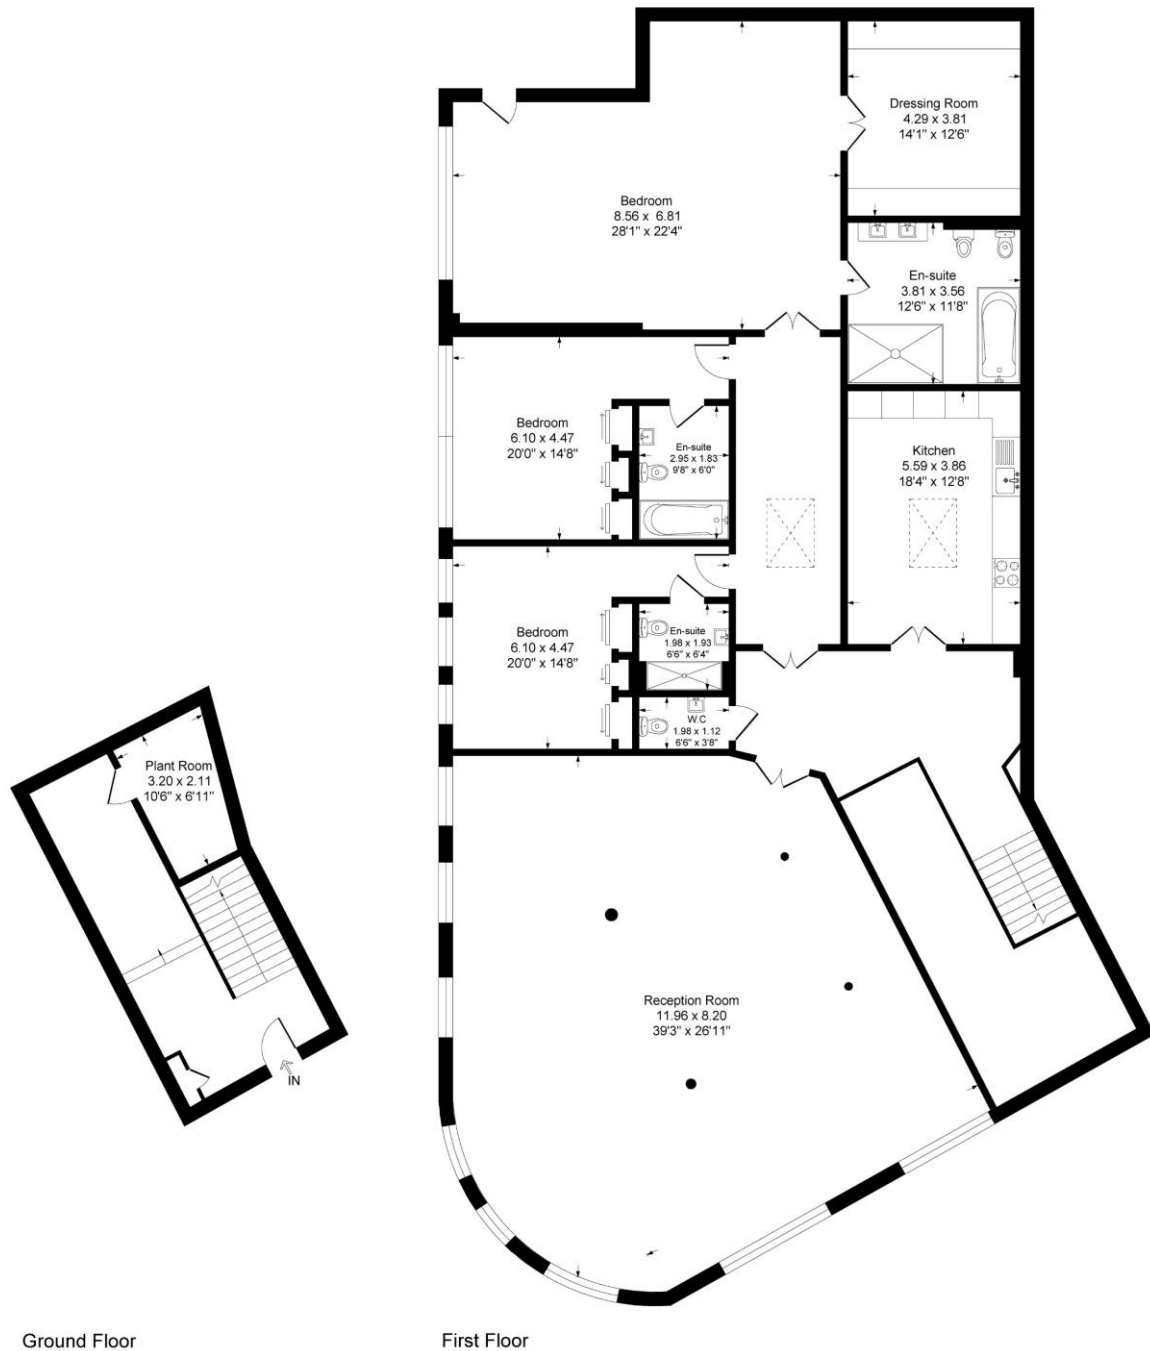 Dressing Room
4.29 x 3.81
14'1" x 12'6"
Bedroom
8.56 x 6.81
28'1" x 22'4"
En-suite
3.81 x 3.56
12'6" x 11'8"
Bedroom
6.10 x 4.47
20'0" x 14'8"
En-suite
2.95 x 1.83
9'8" x 6'0"
Kitchen
5.59 x 3.86
18'4" x 12'8"
Bedroom
6.10 x 4.47
20'0" x 14'8"
En-suite
1.98 x 1.93
6'6" x 6'4"
W.C
1.98 x 1.12
6'6" x 3'8"
Plant Room
3.20 x 2.11
10'6" x 6'11"
Reception Room
11.96 x 8.20
39'3" x 26'11"
IN
Ground Floor
First Floor